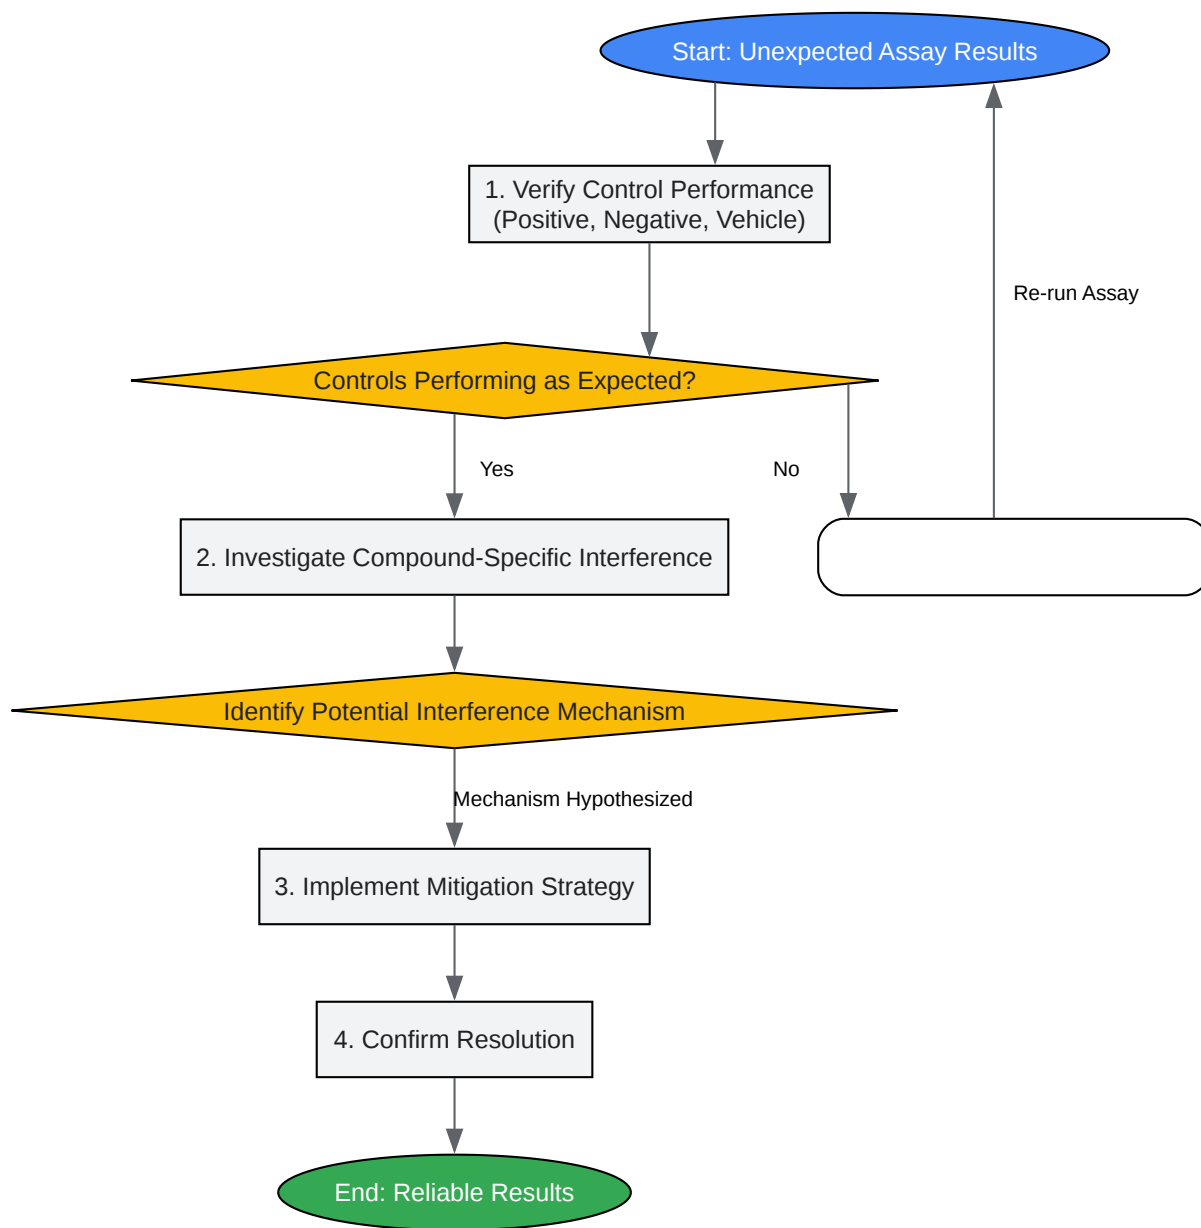 Start: Unexpected Assay Results
1. Verify Control Performance
(Positive, Negative, Vehicle)
Re-run Assay
Controls Performing as Expected?
Yes
No
2. Investigate Compound-Specific Interference
Identify Potential Interference Mechanism
Mechanism Hypothesized
3. Implement Mitigation Strategy
4. Confirm Resolution
End: Reliable Results